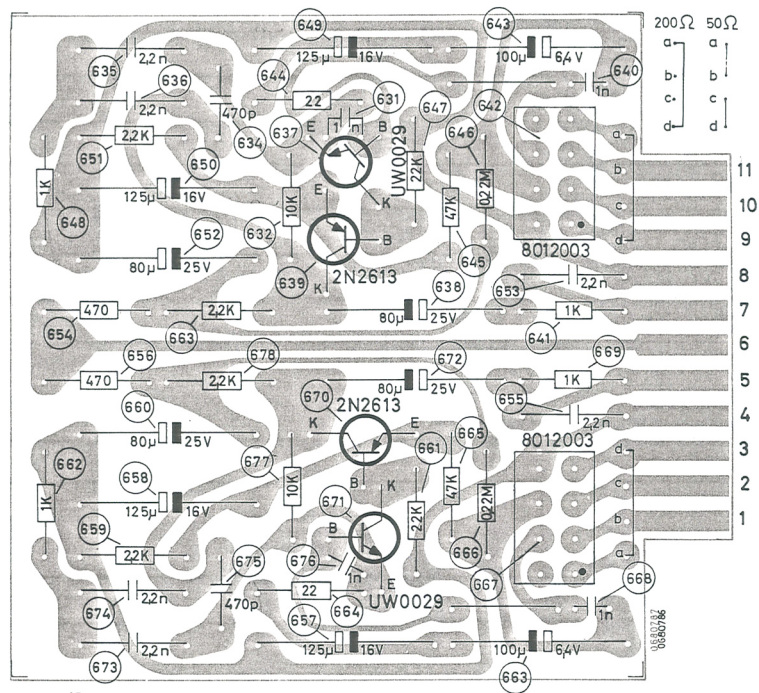 649 643 200Ω 50Ω
125µ 16V 100µ 6,4V a a
635 2,2n 644 640
636 b b
2,2n 22 631 1n c c
470p 1n 647 642 d d
637 E B 646
2,2K 634 a
651 UW0029
650 22K b 11
1K 125µ 16V E K 0,22M
648 632 10K 47K c 10
652 B d 9
639 2N2613 645 8012003
80µ 25V K 638 653 2,2n 8
470 2,2K 80µ 25V 1K 7
654 663 641 6
656 678 672 669
470 2,2K 80µ 25V 1K 5
660 670 2N2613 655 2,2n 4
80µ 25V K E 665 8012003
677 661 d 3
662 658 B K 47K 0,22M c 2
1K 125µ 16V 10K 671 22K b 1
659 B 666 a
2,2K 675 676 1n 667
2,2n 22 E 668
674 470p 664 UW0029 1n
657
2,2n 125µ 16V 100µ 6,4V
673 663
0680787
0680786